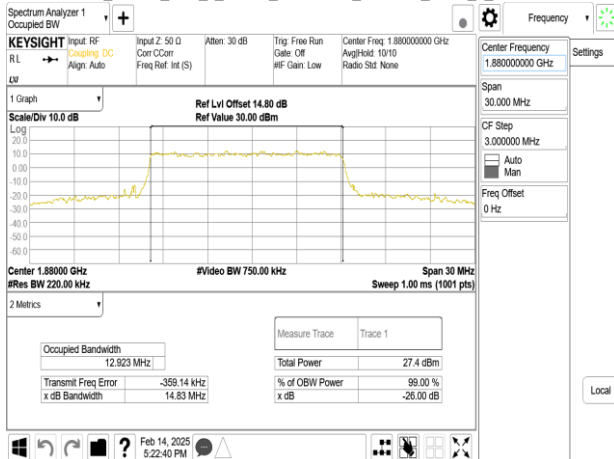 Spectrum Analyzer 1
Occupied BW
+
Frequency
KEYSIGHT
RL
LXI
Input: RF
Coupling: DC
Align: Auto
Input Z: 50 Ω
Corr CCorr
Freq Ref: Int (S)
Atten: 30 dB
Trig: Free Run
Gate: Off
#IF Gain: Low
Center Freq: 1.880000000 GHz
Avg|Hold: 10/10
Radio Std: None
Center Frequency
1.880000000 GHz
Settings
Span
30.000 MHz
CF Step
3.000000 MHz
Auto
Man
Freq Offset
0 Hz
Local
1 Graph
Scale/Div 10.0 dB
Ref Lvl Offset 14.80 dB
Ref Value 30.00 dBm
Log
20.0
10.0
0.00
-10.0
-20.0
-30.0
-40.0
-50.0
-60.0
Center 1.88000 GHz
#Video BW 750.00 kHz
Span 30 MHz
#Res BW 220.00 kHz
Sweep 1.00 ms (1001 pts)
2 Metrics
Measure Trace
Trace 1
Occupied Bandwidth
12.923 MHz
Total Power
27.4 dBm
Transmit Freq Error
-359.14 kHz
% of OBW Power
99.00 %
x dB Bandwidth
14.83 MHz
x dB
-26.00 dB
?
Feb 14, 2025
5:22:40 PM